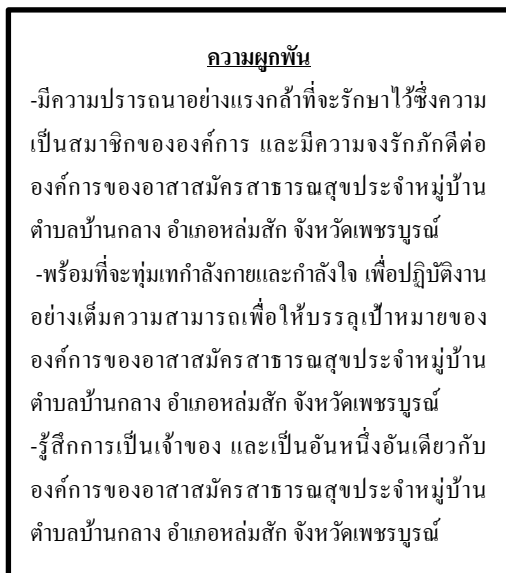 ความผูกพัน
-มีความปรารถนาอย่างแรงกล้าที่จะรักษาไว้ซึ่งความ
เป็นสมาชิกขององค์การ และมีความจงรักภักดีต่อ
องค์การของอาสาสมัครสาธารณสุขประจำหมู่บ้าน
ตำบลบ้านกลาง อำเภอหล่มสัก จังหวัดเพชรบูรณ์
-พร้อมที่จะทุ่มเทกำลังกายและกำลังใจ เพื่อปฏิบัติงาน
อย่างเต็มความสามารถเพื่อให้บรรลุเป้าหมายของ
องค์การของอาสาสมัครสาธารณสุขประจำหมู่บ้าน
ตำบลบ้านกลาง อำเภอหล่มสัก จังหวัดเพชรบูรณ์
-รู้สึกการเป็นเจ้าของ และเป็นอันหนึ่งอันเดียวกับ
องค์การของอาสาสมัครสาธารณสุขประจำหมู่บ้าน
ตำบลบ้านกลาง อำเภอหล่มสัก จังหวัดเพชรบูรณ์